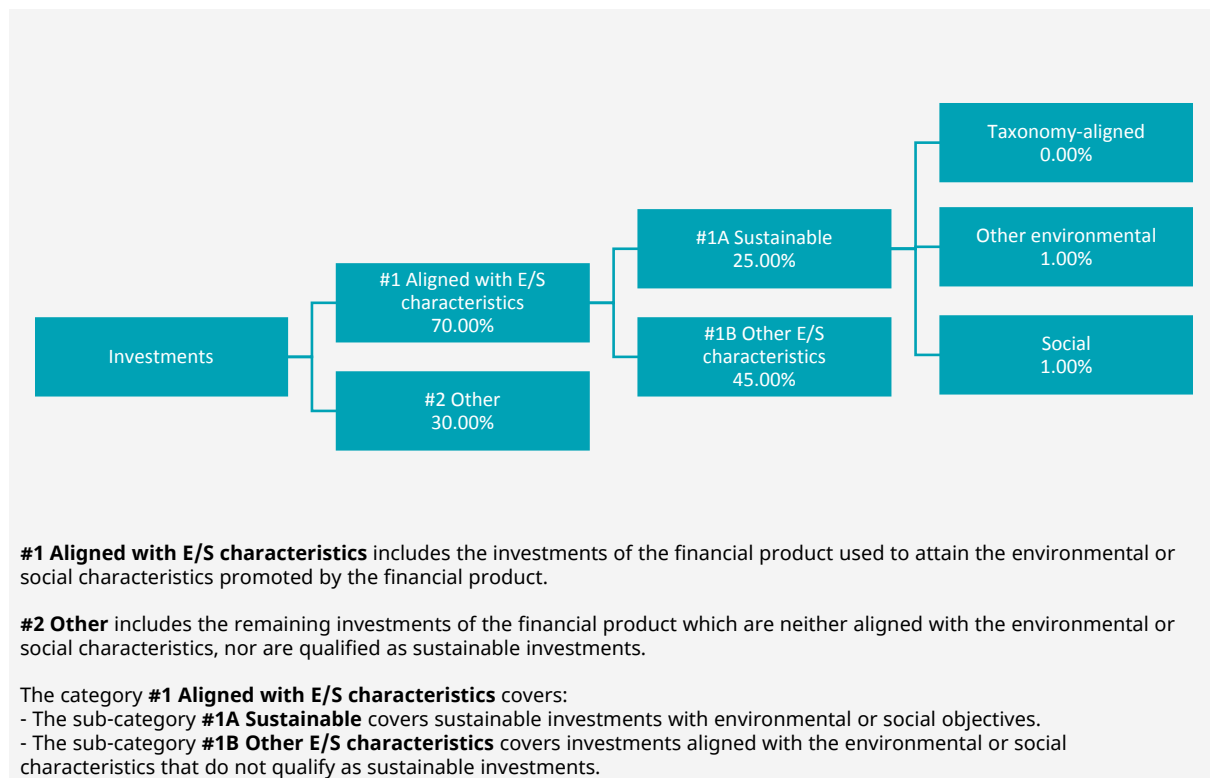 Taxonomy-aligned
0.00%
#1A Sustainable
25.00%
Other environmental
1.00%
#1 Aligned with E/S
characteristics
70.00%
Investments
#1B Other E/S
characteristics
45.00%
Social
1.00%
#2 Other
30.00%
#1 Aligned with E/S characteristics includes the investments of the financial product used to attain the environmental or
social characteristics promoted by the financial product.
#2 Other includes the remaining investments of the financial product which are neither aligned with the environmental or
social characteristics, nor are qualified as sustainable investments.
The category #1 Aligned with E/S characteristics covers:
- The sub-category #1A Sustainable covers sustainable investments with environmental or social objectives.
- The sub-category #1B Other E/S characteristics covers investments aligned with the environmental or social
characteristics that do not qualify as sustainable investments.